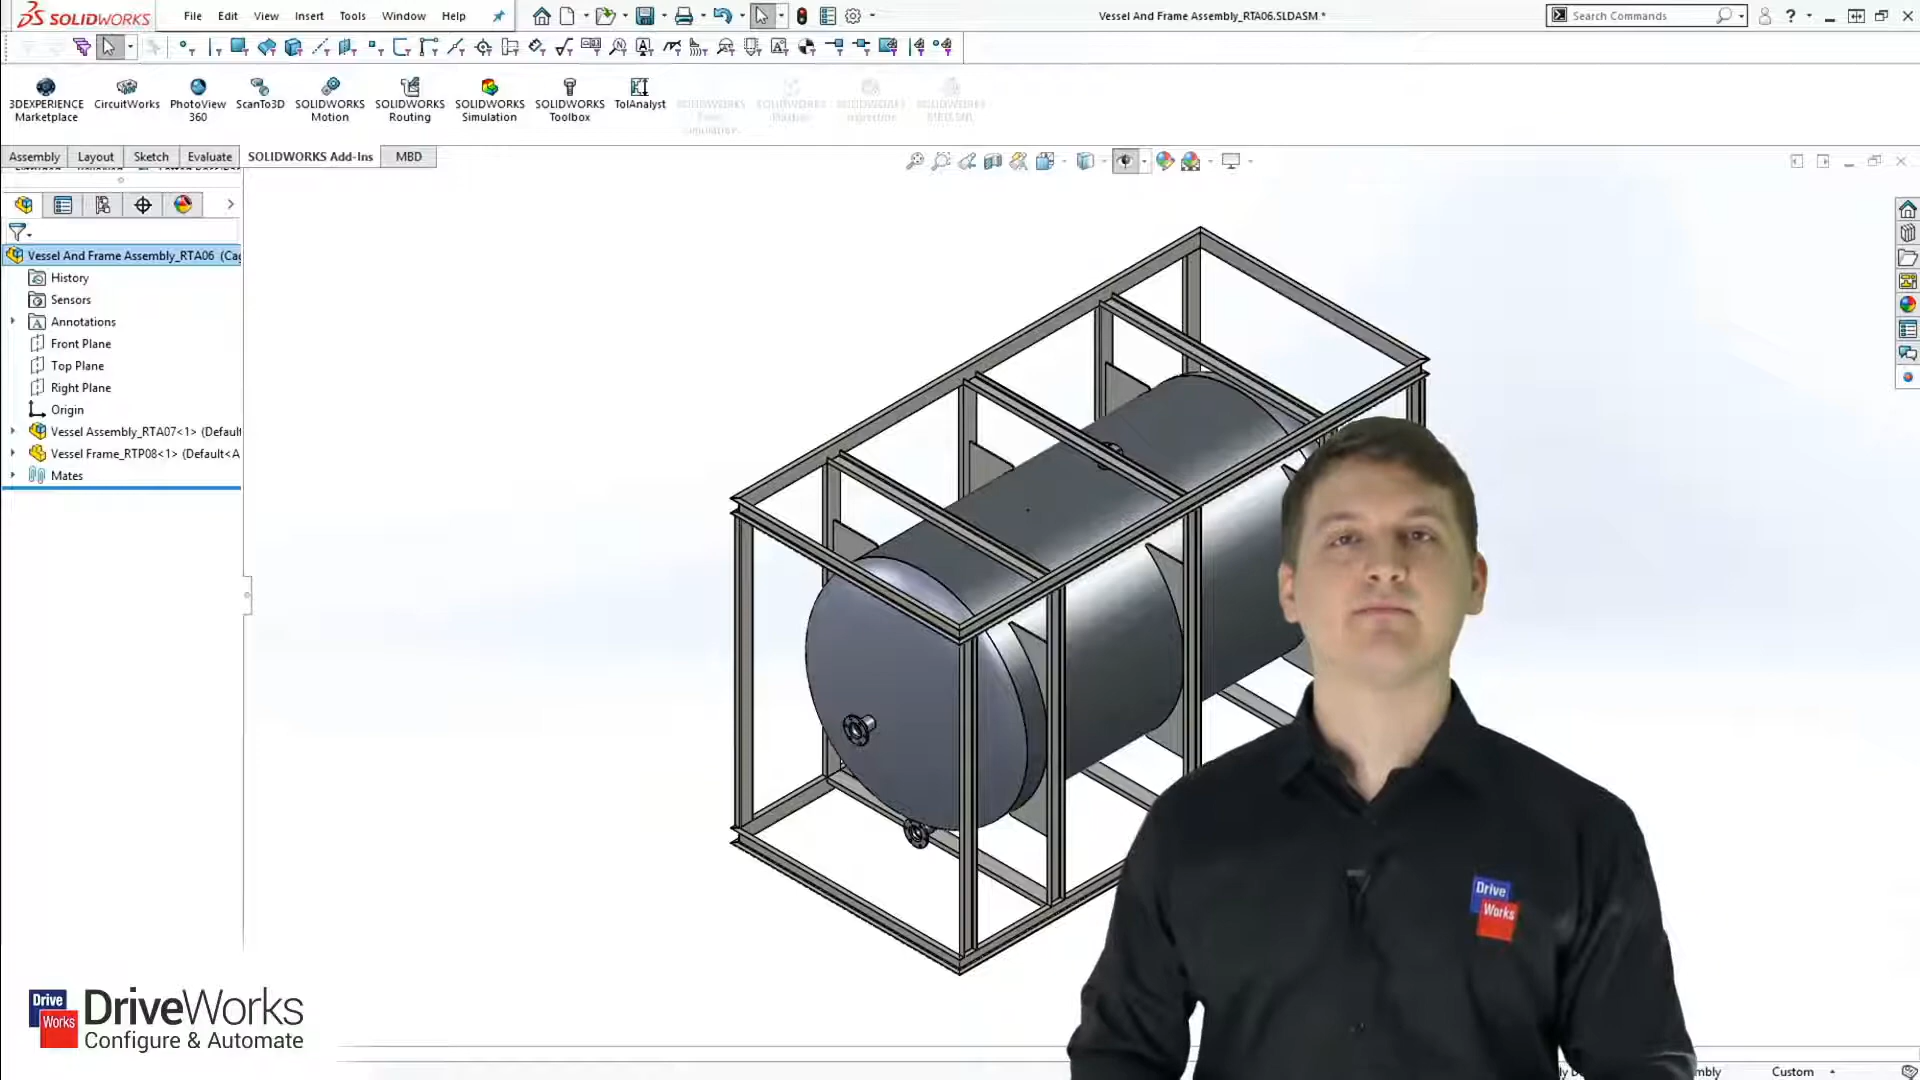 SOLIDWORKS
File
Edit
View
Insert
Tools
Window
Help
Vessel And Frame Assembly_RTA06.SLDASM *
Search Commands
3DEXPERIENCE
Marketplace
CircuitWorks
PhotoView
360
ScanTo3D
SOLIDWORKS
Motion
SOLIDWORKS
Routing
SOLIDWORKS
Simulation
SOLIDWORKS
Toolbox
TolAnalyst
Assembly
Layout
Sketch
Evaluate
SOLIDWORKS Add-Ins
MBD
Vessel And Frame Assembly_RTA06 (Cag
History
Sensors
Annotations
Front Plane
Top Plane
Right Plane
Origin
Vessel Assembly_RTA07<1> (Default
Vessel Frame_RTP08<1> (Default<A
Mates
Drive
Works
Drive
Works
DriveWorks
Configure & Automate
mbly
Custom